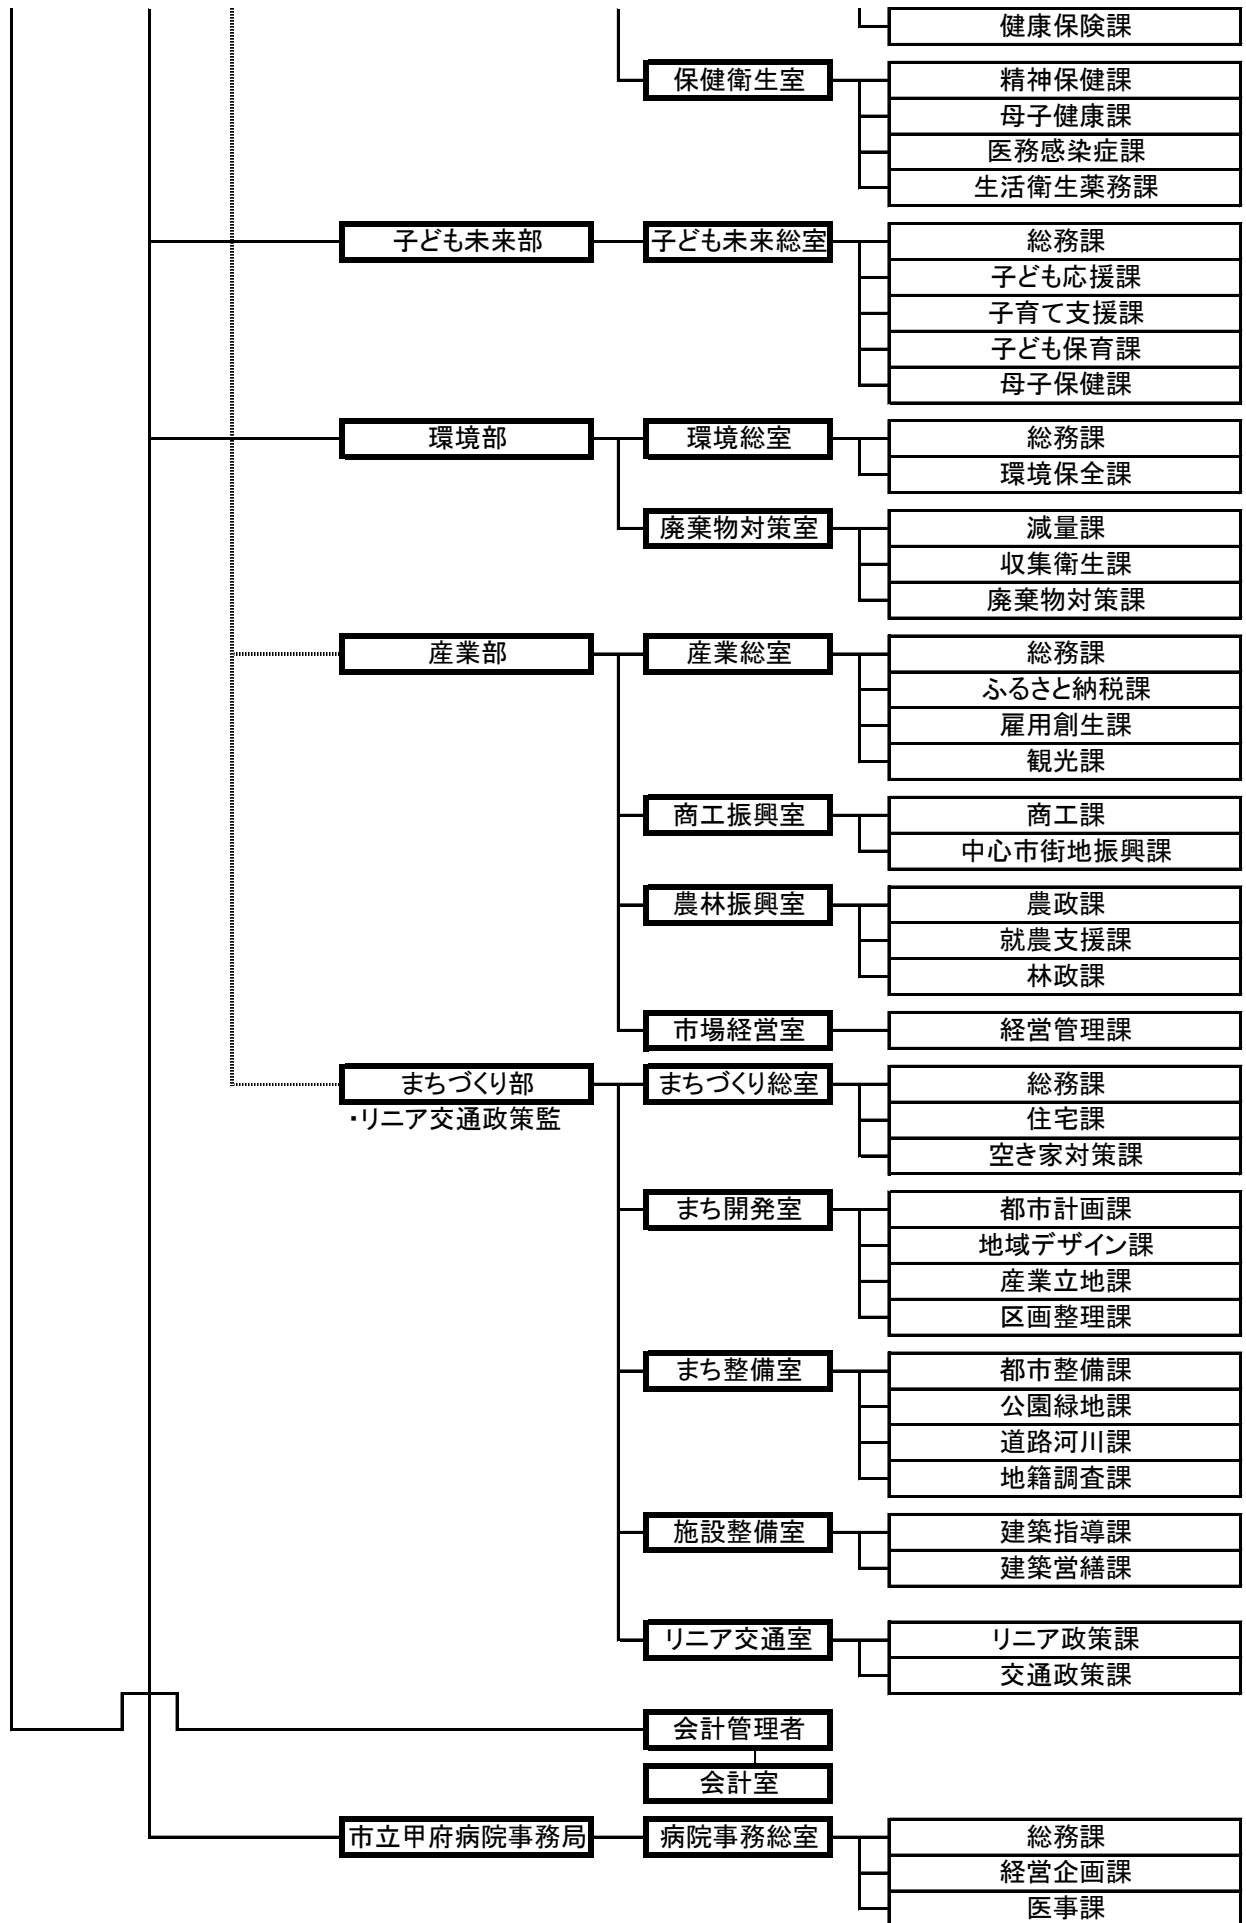 健康保険課
保健衛生室 精神保健課
母子健康課
医務感染症課
生活衛生薬務課
子ども未来部 子ども未来総室 総務課
子ども応援課
子育て支援課
子ども保育課
母子保健課
環境部 環境総室 総務課
環境保全課
廃棄物対策室 減量課
収集衛生課
廃棄物対策課
産業部 産業総室 総務課
ふるさと納税課
雇用創生課
観光課
商工振興室 商工課
中心市街地振興課
農林振興室 農政課
就農支援課
林政課
市場経営室 経営管理課
まちづくり部 まちづくり総室 総務課
・リニア交通政策監 住宅課
空き家対策課
まち開発室 都市計画課
地域デザイン課
産業立地課
区画整理課
まち整備室 都市整備課
公園緑地課
道路河川課
地籍調査課
施設整備室 建築指導課
建築営繕課
リニア交通室 リニア政策課
交通政策課
会計管理者
会計室
市立甲府病院事務局 病院事務総室 総務課
経営企画課
医事課